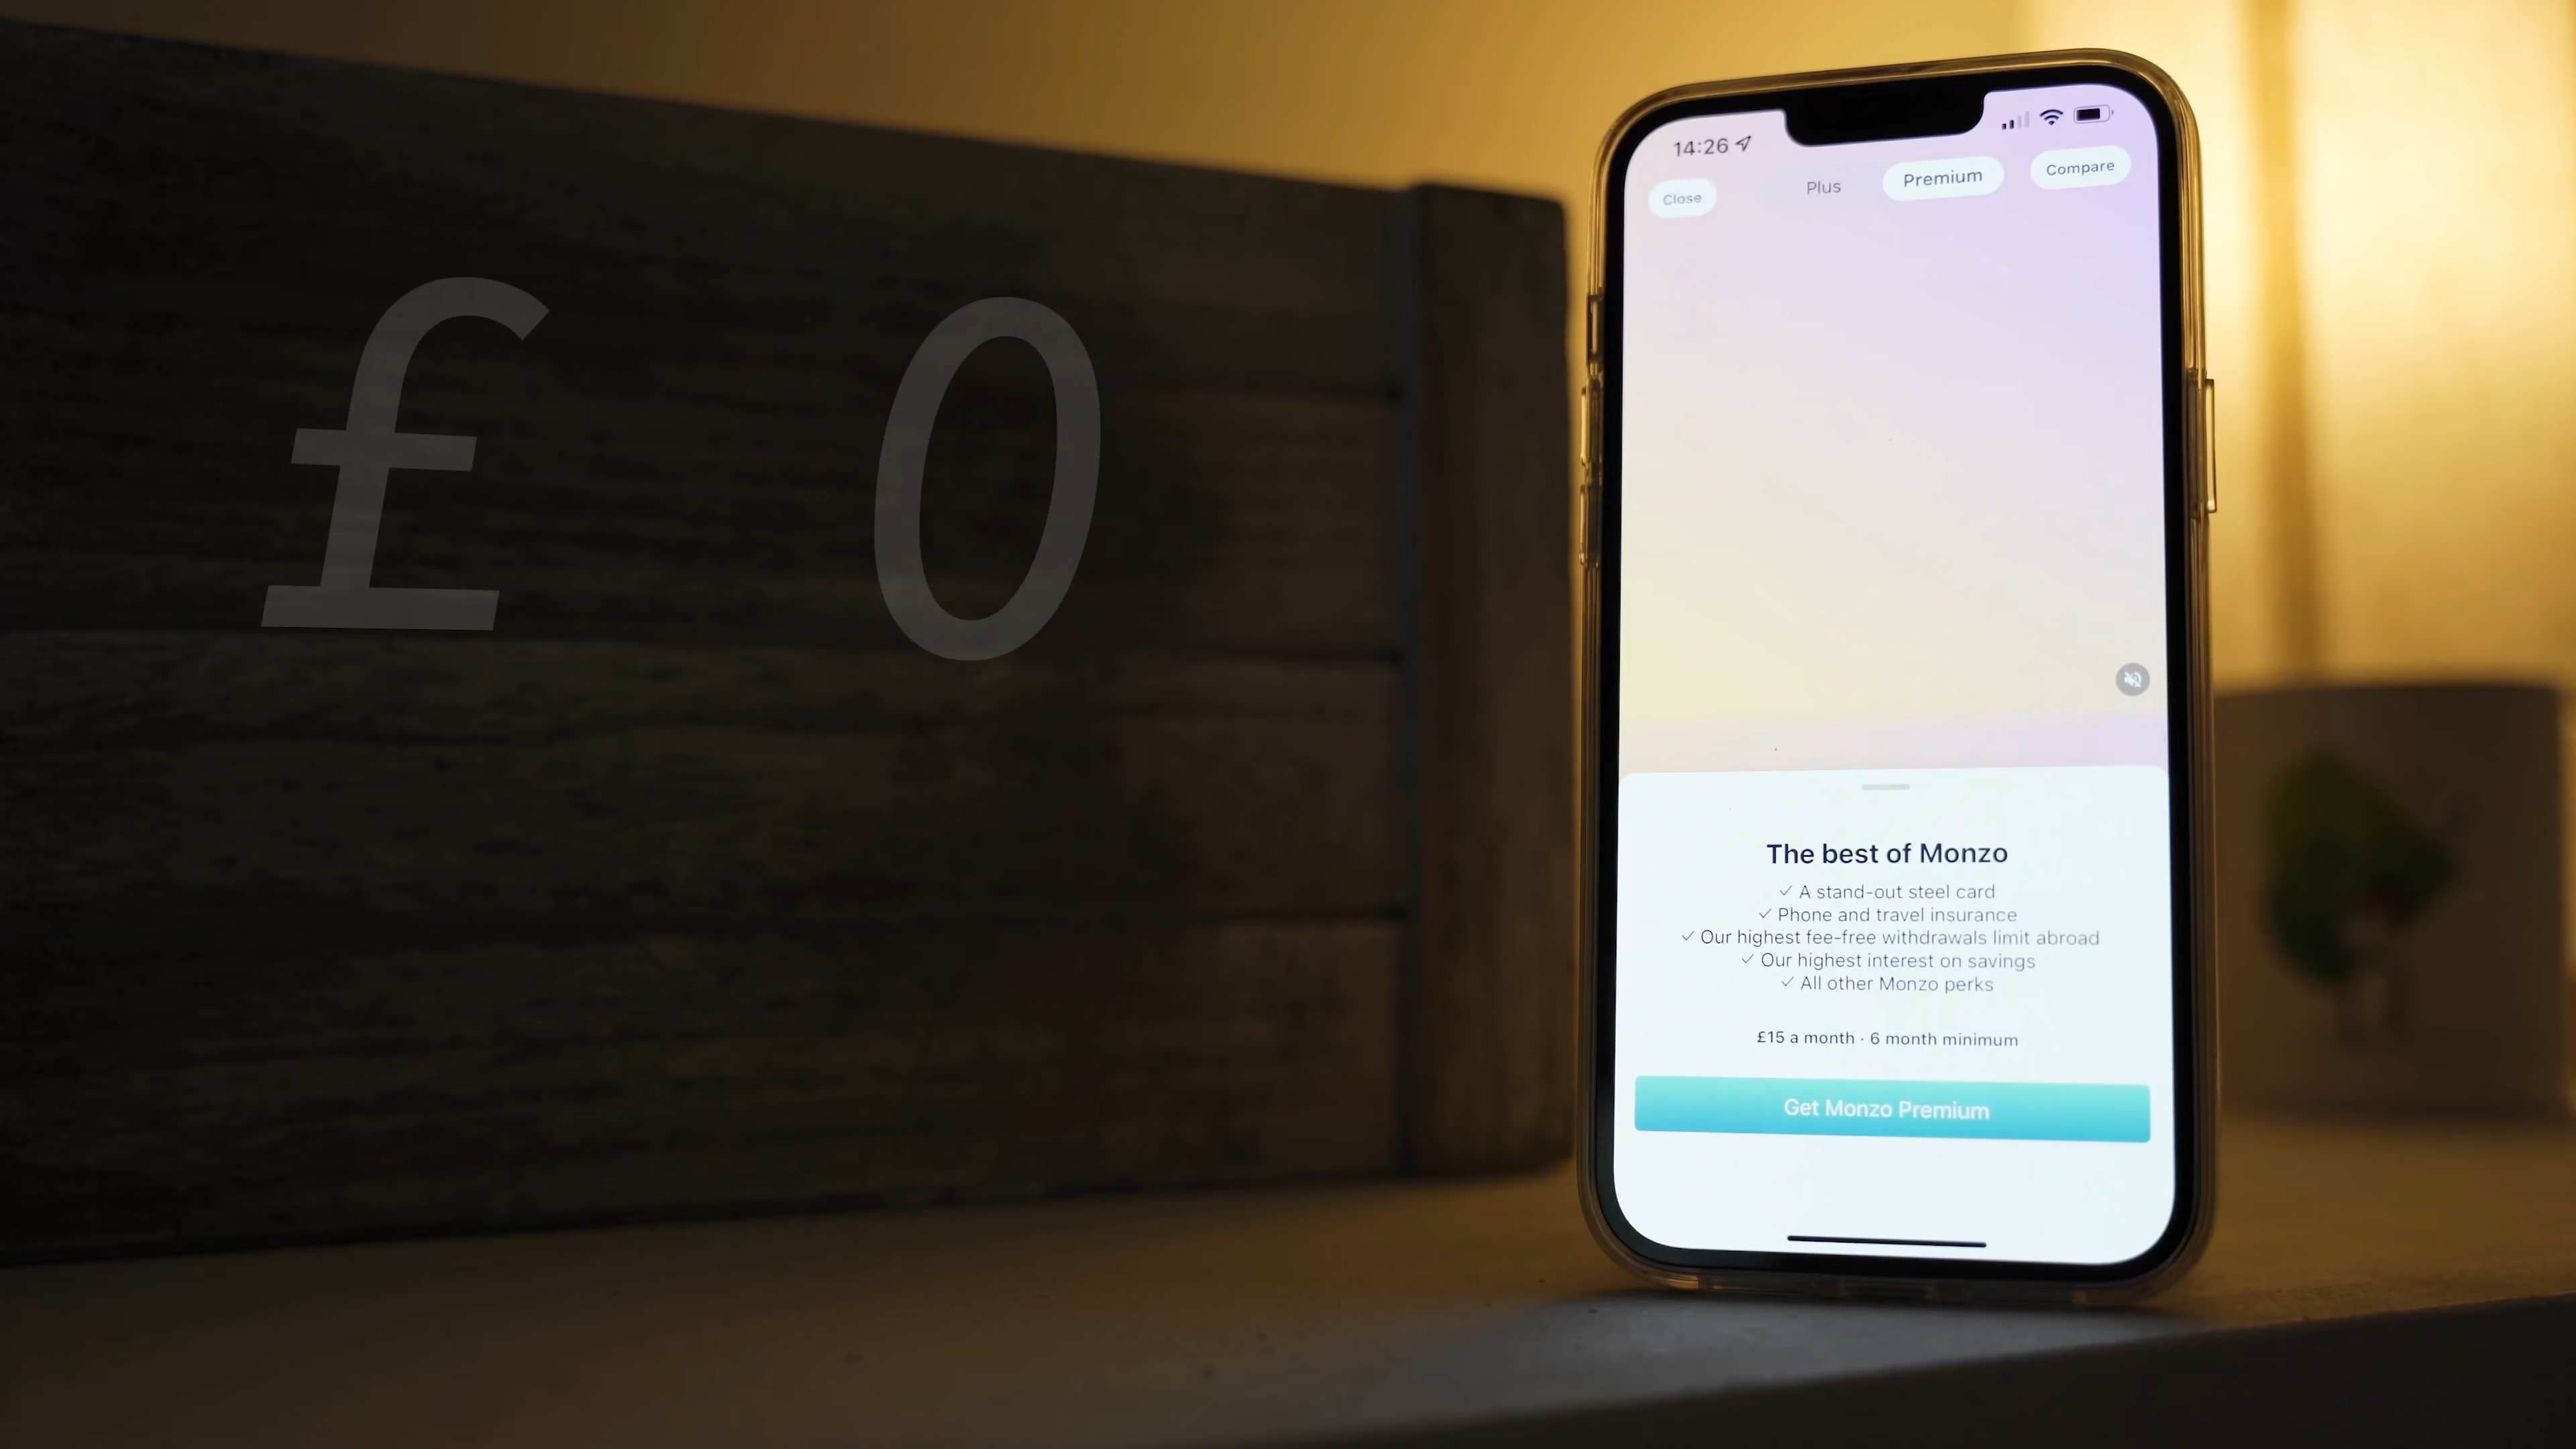 £ 0
14:26
Close
Plus
Premium
Compare
The best of Monzo
✓ A stand-out steel card
✓ Phone and travel insurance
✓ Our highest fee-free withdrawals limit abroad
✓ Our highest interest on savings
✓ All other Monzo perks
£15 a month · 6 month minimum
Get Monzo Premium